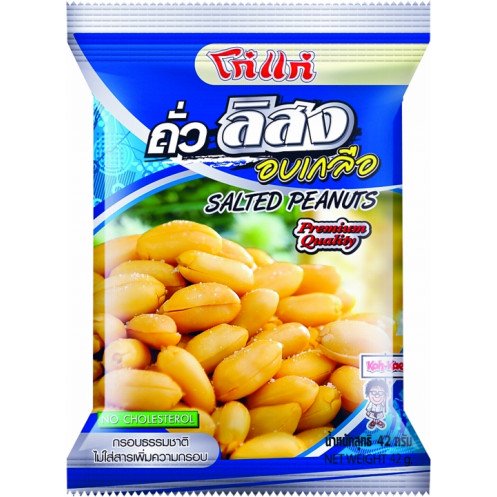 โก๋แก่
ถั่วลิสง
อบเกลือ
SALTED PEANUTS
Premium
Quality
Koh-Kae
NO CHOLESTEROL
กรอบธรรมชาติ
ไม่ใส่สารเพิ่มความกรอบ
น้ำหนักสุทธิ 42 กรัม
NET WEIGHT 42 g